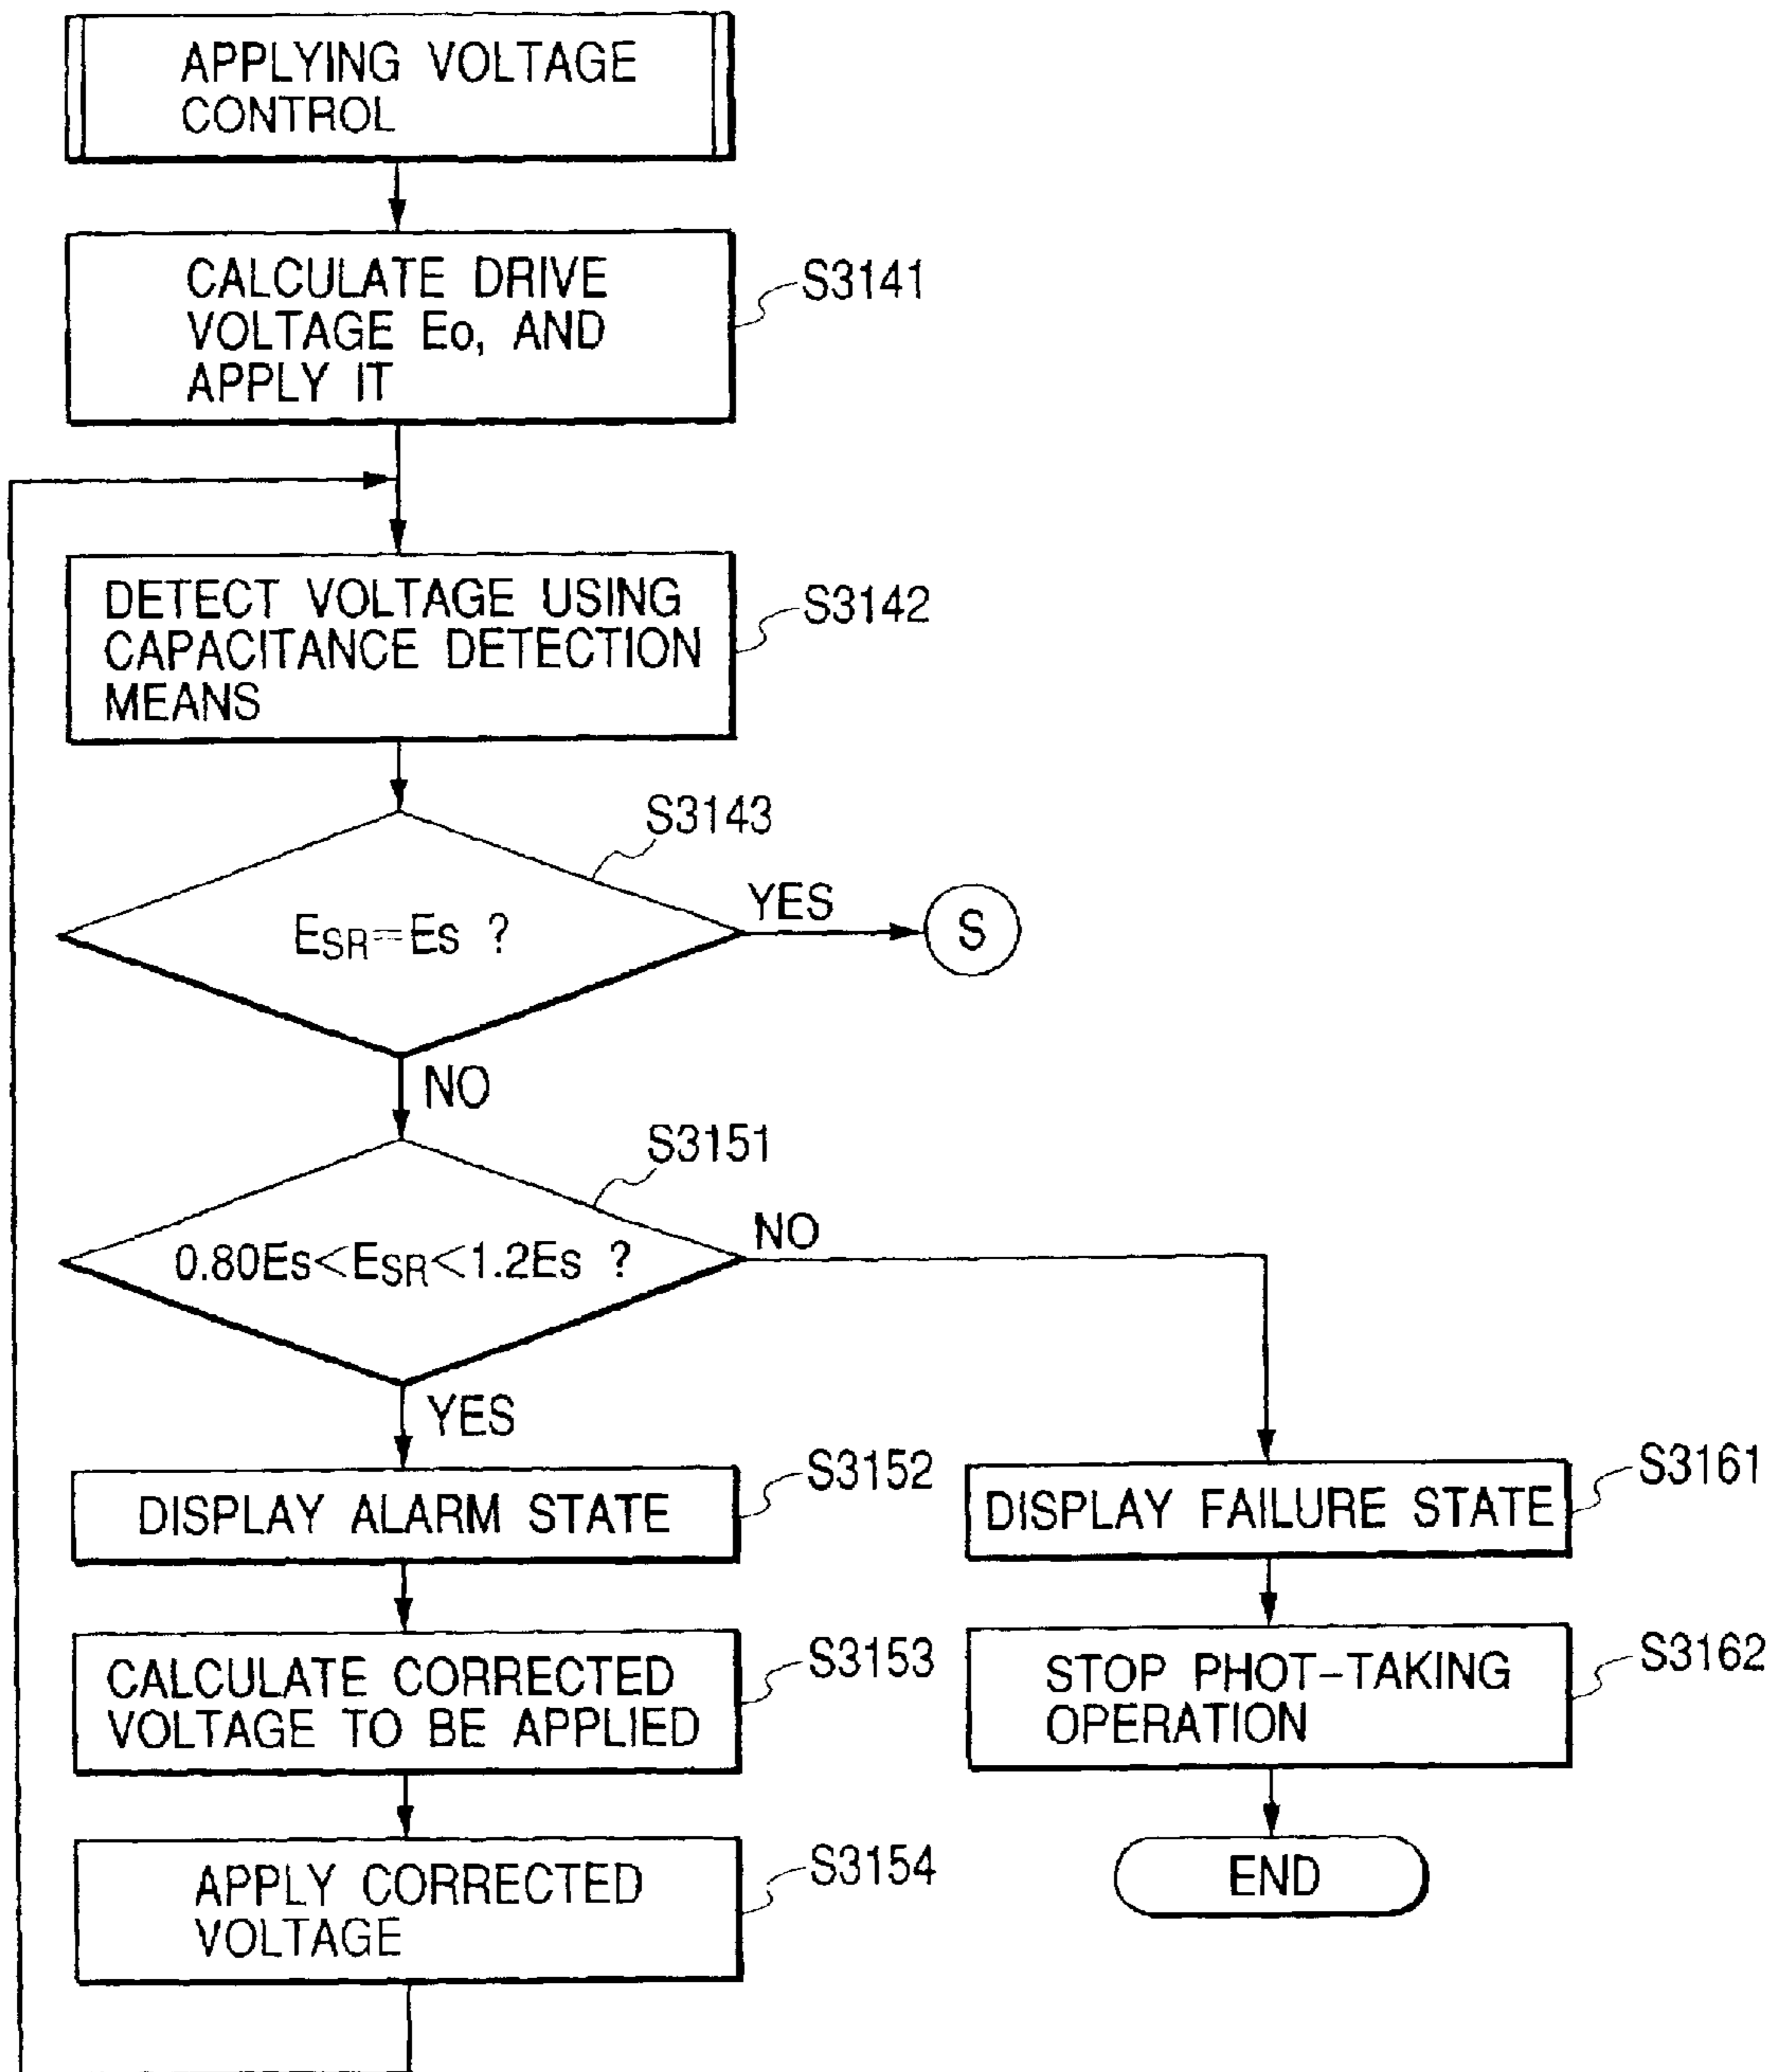 APPLYING VOLTAGE
CONTROL
CALCULATE DRIVE
VOLTAGE Eo, AND
APPLY IT
S3141
DETECT VOLTAGE USING
CAPACITANCE DETECTION
MEANS
S3142
S3143
ESR=Es ?
YES
S
NO
S3151
0.80Es<ESR<1.2Es ?
NO
YES
DISPLAY ALARM STATE
S3152
DISPLAY FAILURE STATE
S3161
CALCULATE CORRECTED
VOLTAGE TO BE APPLIED
S3153
STOP PHOT-TAKING
OPERATION
S3162
APPLY CORRECTED
VOLTAGE
S3154
END